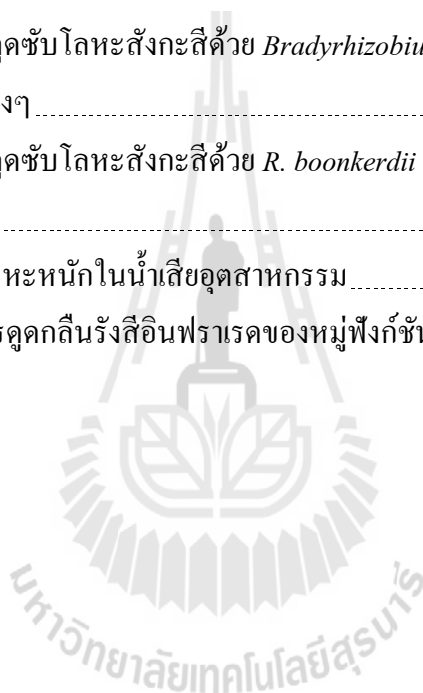 ดูดซับโลหะสังกะสีด้วย Bradyrhizobiu
งๆ
ดูดซับโลหะสังกะสีด้วย R. boonkerdii
หะหนักในน้ำเสียอุตสาหกรรม
รดูดกลืนรังสีอินฟราเรดของหมู่ฟังก์ชัน
มหาวิทยาลัยเทคโนโลยีสุรนารี